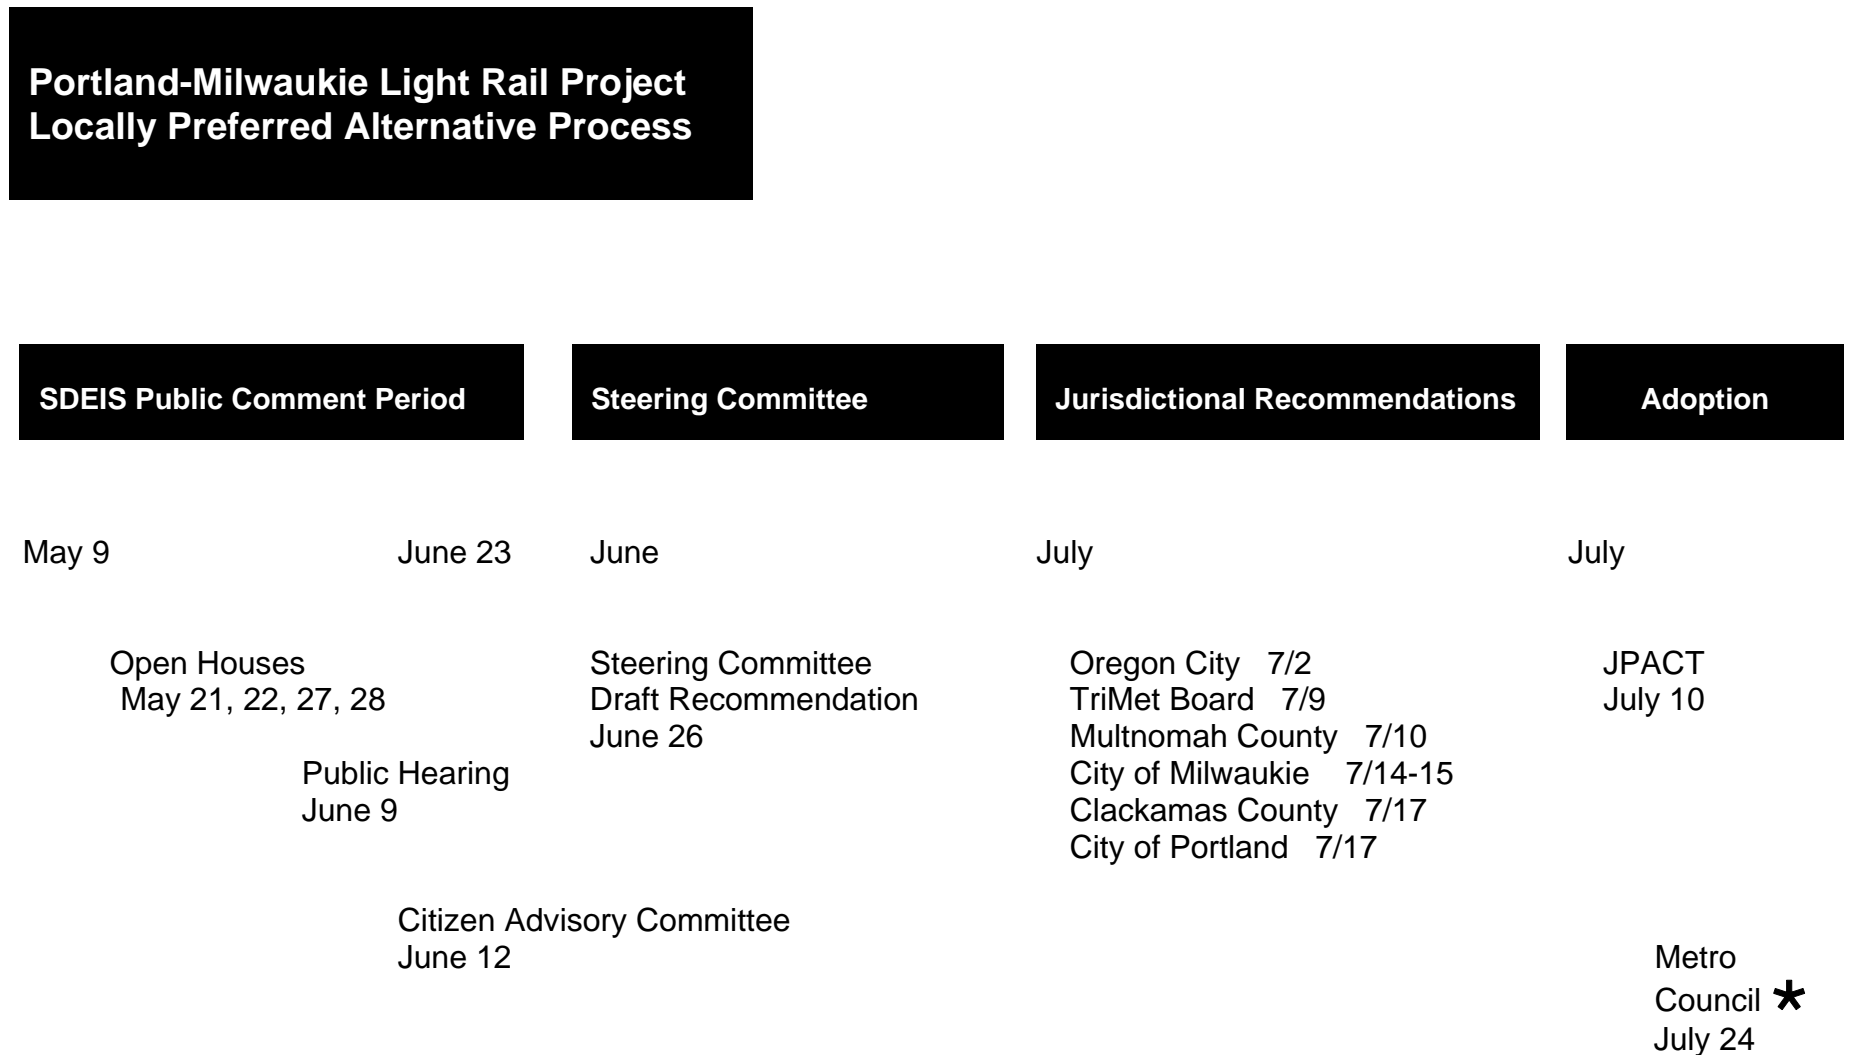 Portland-Milwaukie Light Rail Project
Locally Preferred Alternative Process
SDEIS Public Comment Period
Steering Committee
Jurisdictional Recommendations
Adoption
May 9
June 23
June
July
July
Open Houses
May 21, 22, 27, 28
Public Hearing
June 9
Citizen Advisory Committee
June 12
Steering Committee
Draft Recommendation
June 26
Oregon City 7/2
TriMet Board 7/9
Multnomah County 7/10
City of Milwaukie 7/14-15
Clackamas County 7/17
City of Portland 7/17
JPACT
July 10
Metro
Council *
July 24